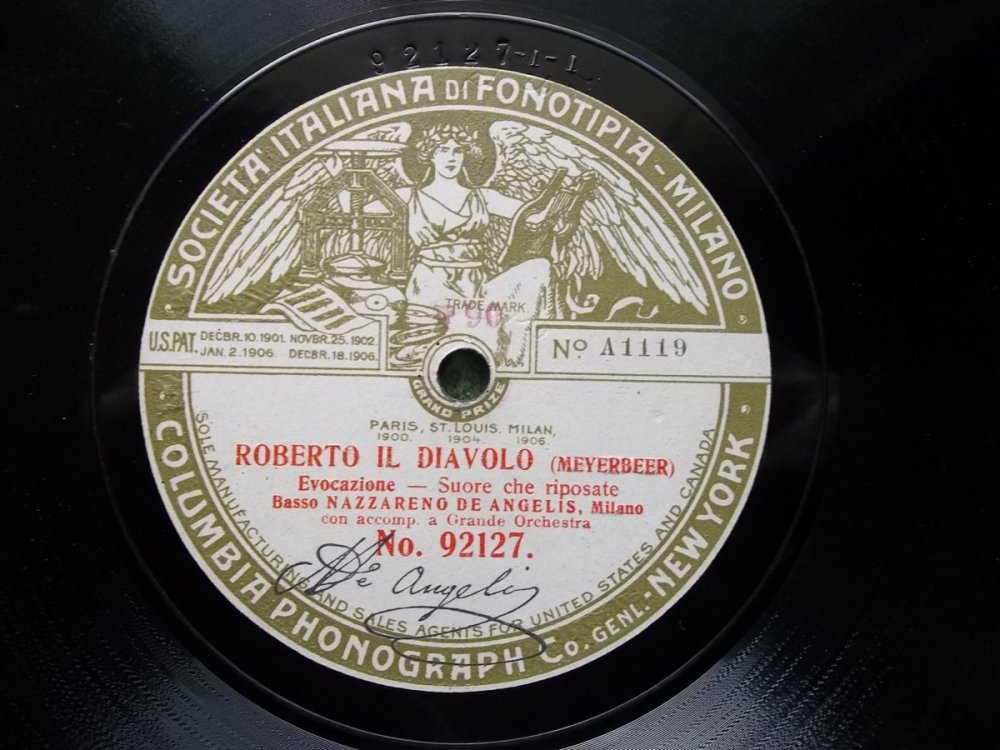 92127-1-1
SOCIETÀ ITALIANA DI FONOTIPIA - MILANO
TRADE MARK.
90
U.S.PAT. DECBR.10.1901. NOVBR.25.1902.
JAN.2.1906. DECBR.18.1906.
No A1119
GRAND PRIZE
PARIS, ST. LOUIS. MILAN,
1900. 1904. 1906.
ROBERTO IL DIAVOLO (MEYERBEER)
Evocazione — Suore che riposate
Basso NAZZARENO DE ANGELIS, Milano
con accomp. a Grande Orchestra
No. 92127.
De Angelis
SOLE MANUFACTURING AND SALES AGENTS FOR UNITED STATES AND CANADA
COLUMBIA PHONOGRAPH Co. GENL.-NEW YORK